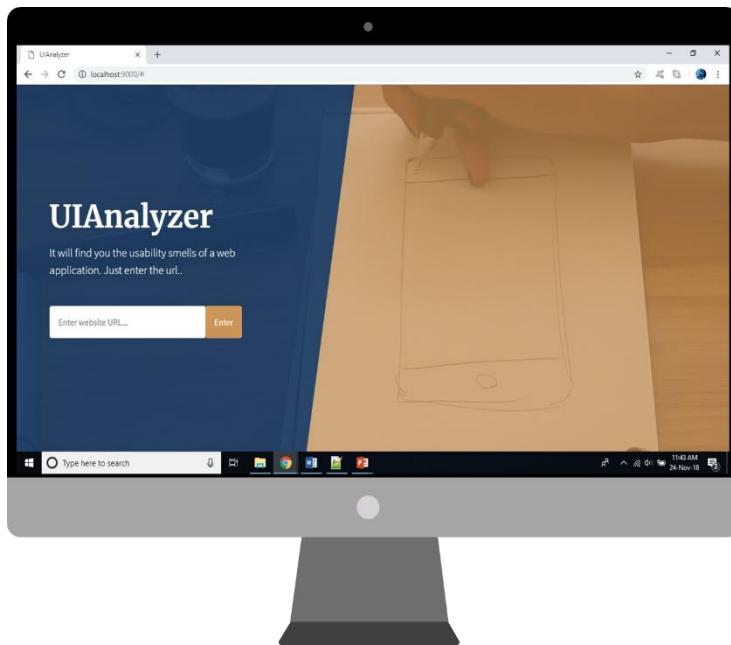 UIAnalyzer
localhost:9000/#
UIAnalyzer
It will find you the usability smells of a web
application. Just enter the url..
Enter website URL...
Enter
Type here to search
11:43 AM
24-Nov-18